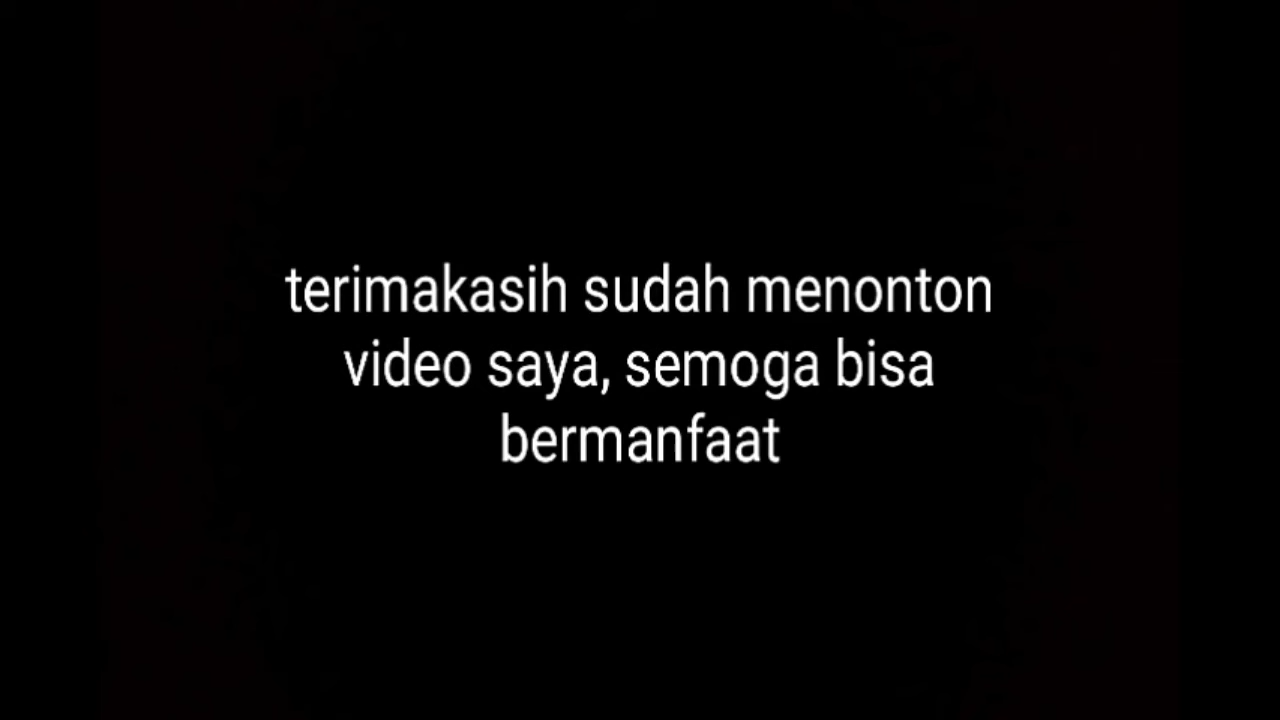 terimakasih sudah menonton
video saya, semoga bisa
bermanfaat